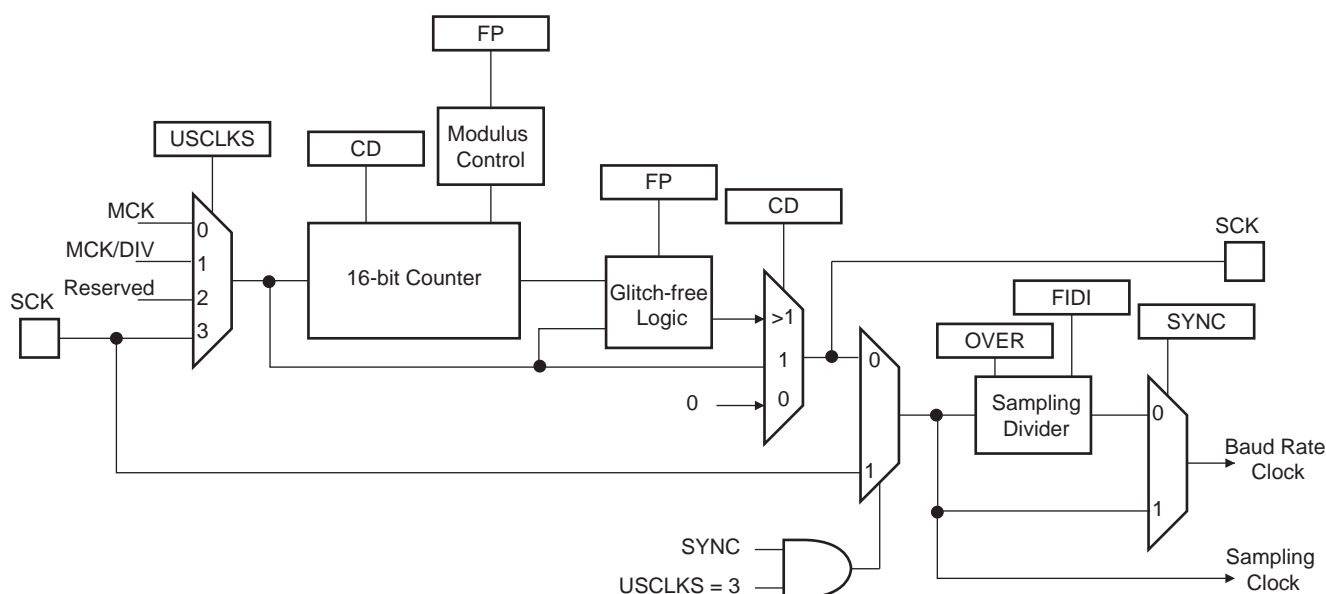 FP
USCLKS
CD
Modulus
Control
FP
CD
MCK
0
MCK/DIV
1
Reserved
2
SCK
3
16-bit Counter
Glitch-free
Logic
>1
1
0
0
SCK
FIDI
OVER
SYNC
0
1
Sampling
Divider
0
1
Baud Rate
Clock
SYNC
USCLKS = 3
Sampling
Clock